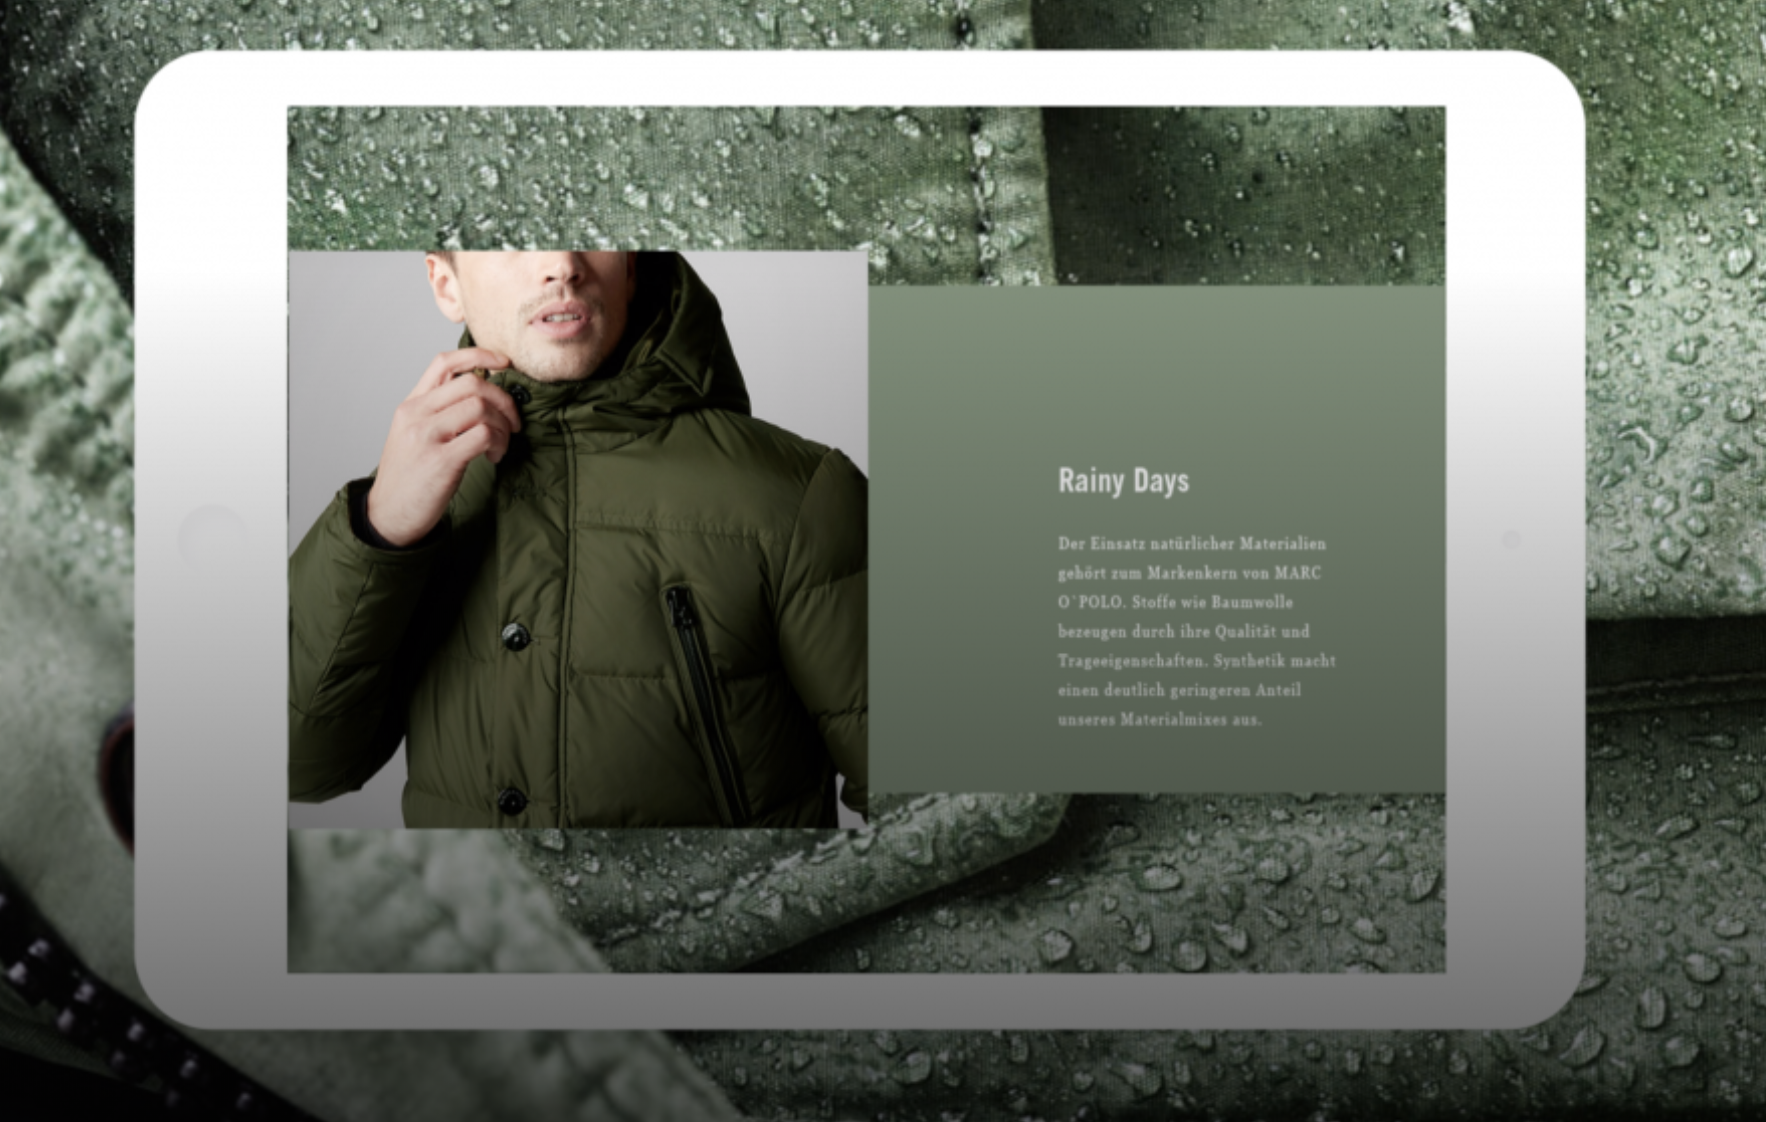 Rainy Days
Der Einsatz natürlicher Materialien
gehört zum Markenkern von MARC
O`POLO. Stoffe wie Baumwolle
bezeugen durch ihre Qualität und
Trageeigenschaften. Synthetik macht
einen deutlich geringeren Anteil
unseres Materialmixes aus.